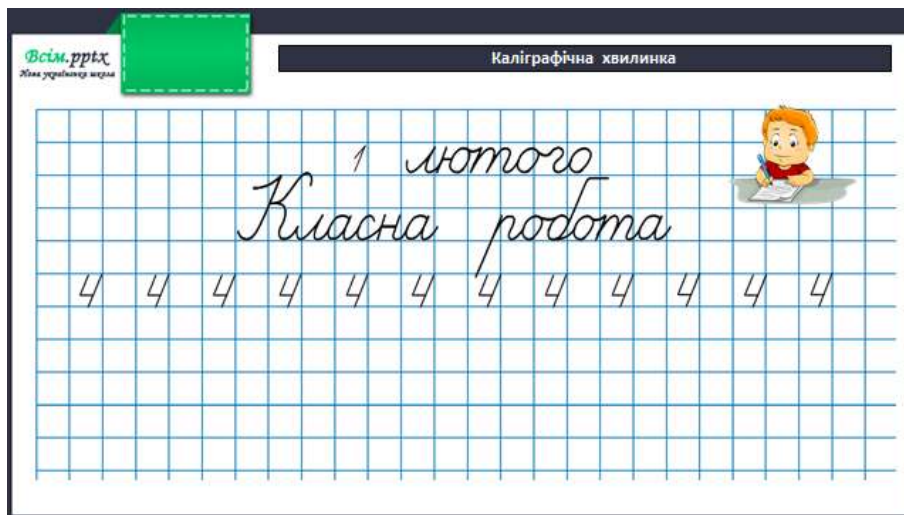 Всім.pptx
Нова українська школа
Каліграфічна хвилинка
1 лютого
Класна робота
4 4 4 4 4 4 4 4 4 4 4 4